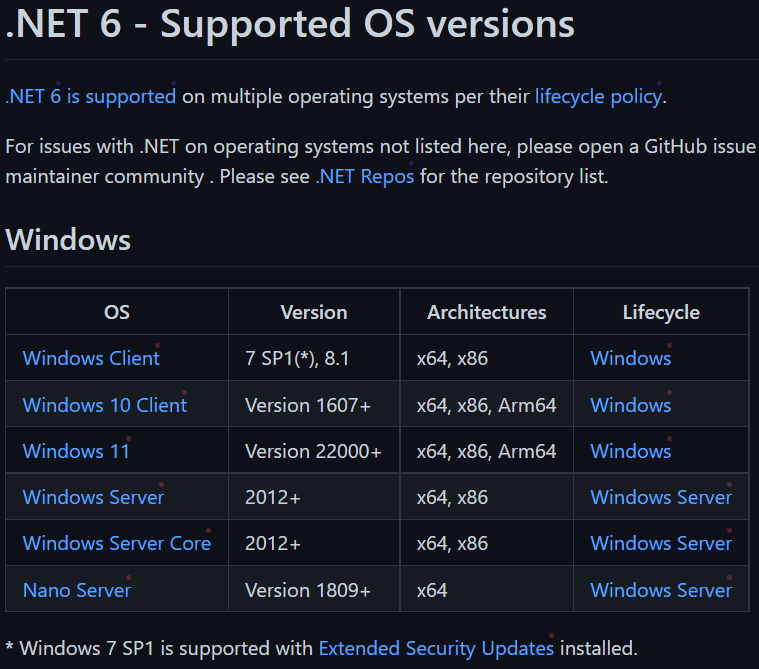 .NET 6 - Supported OS versions
.NET 6 is supported on multiple operating systems per their lifecycle policy.
For issues with .NET on operating systems not listed here, please open a GitHub issue
maintainer community . Please see .NET Repos for the repository list.
Windows
OS Version Architectures Lifecycle
Windows Client 7 SP1(*), 8.1 x64, x86 Windows
Windows 10 Client Version 1607+ x64, x86, Arm64 Windows
Windows 11 Version 22000+ x64, x86, Arm64 Windows
Windows Server 2012+ x64, x86 Windows Server
Windows Server Core 2012+ x64, x86 Windows Server
Nano Server Version 1809+ x64 Windows Server
* Windows 7 SP1 is supported with Extended Security Updates installed.